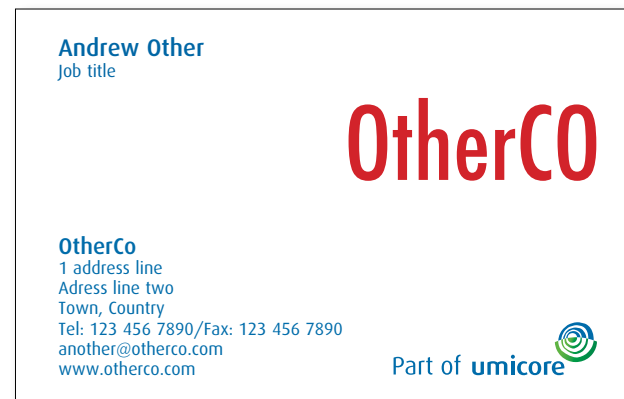 Andrew Other
Job title
OtherCO
OtherCo
1 address line
Adress line two
Town, Country
Tel: 123 456 7890/Fax: 123 456 7890
another@otherco.com
www.otherco.com
Part of umicore